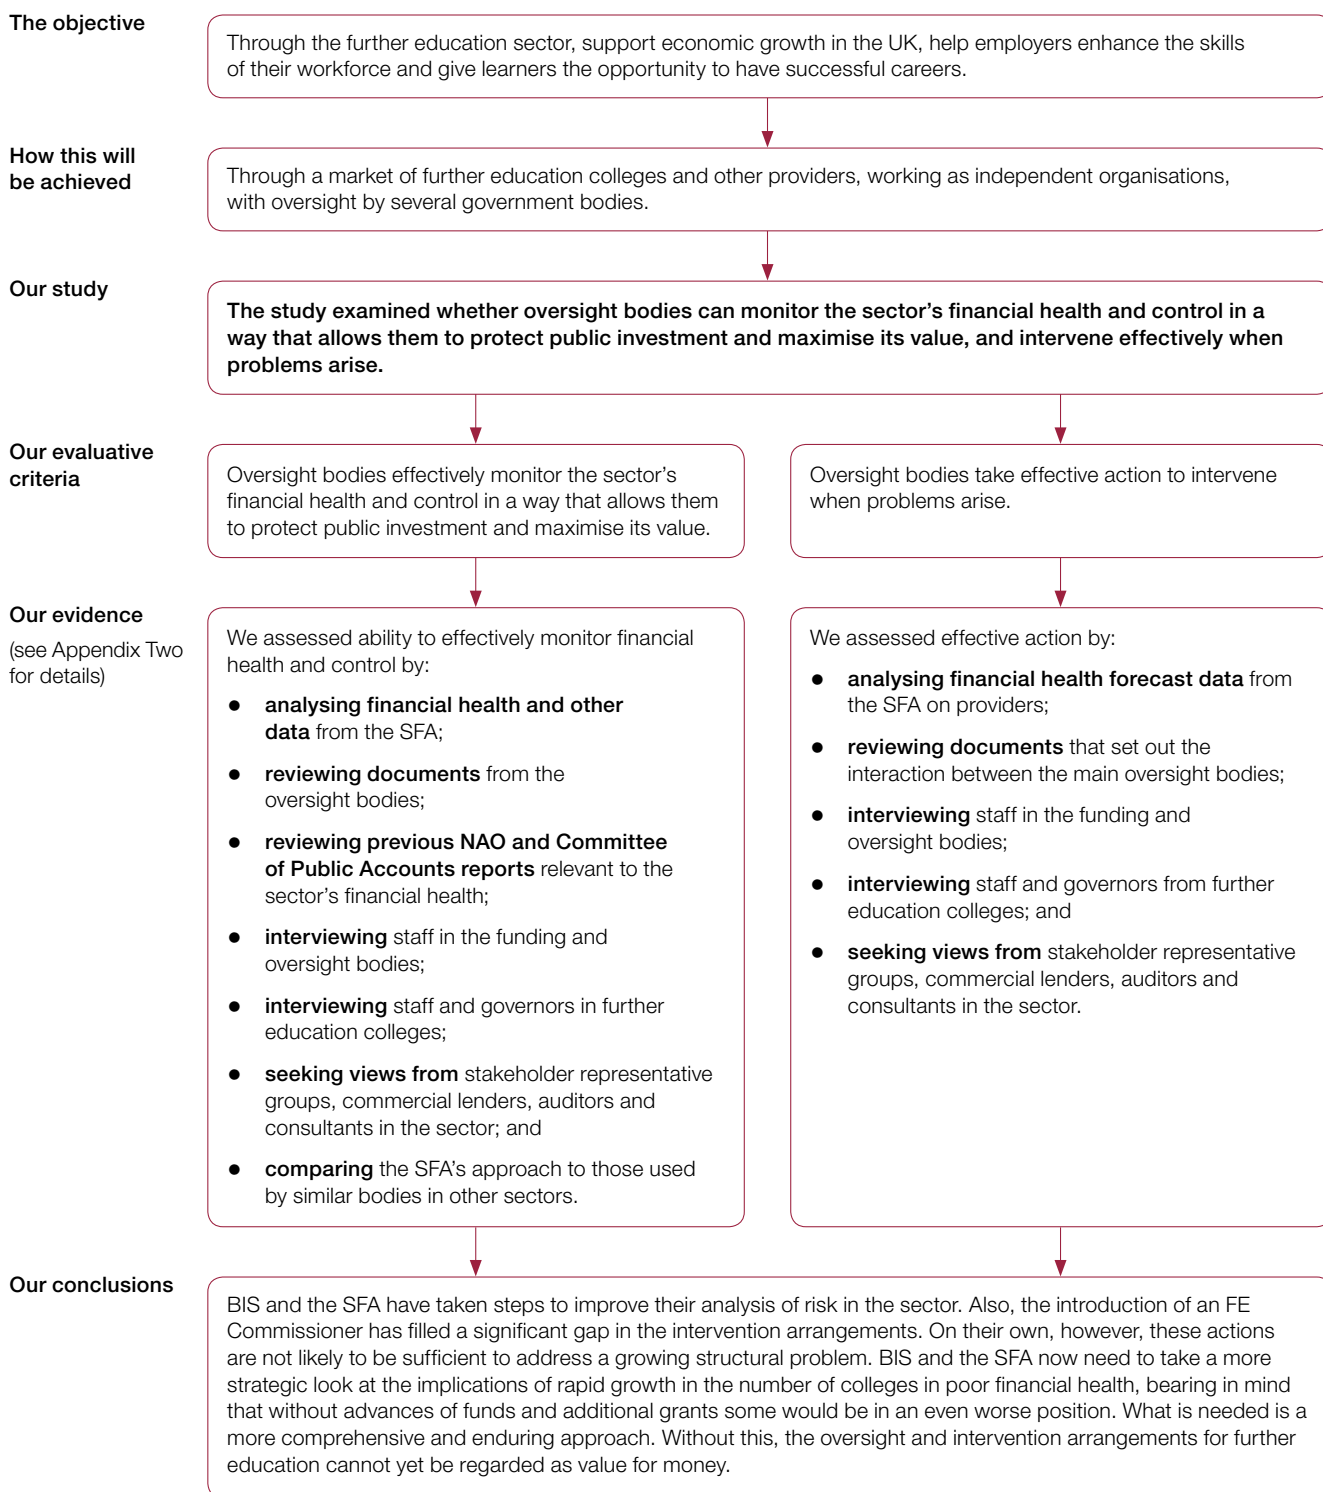 The objective
Through the further education sector, support economic growth in the UK, help employers enhance the skills
of their workforce and give learners the opportunity to have successful careers.
How this will
be achieved
Through a market of further education colleges and other providers, working as independent organisations,
with oversight by several government bodies.
Our study
The study examined whether oversight bodies can monitor the sector's financial health and control in a
way that allows them to protect public investment and maximise its value, and intervene effectively when
problems arise.
Our evaluative
criteria
Oversight bodies effectively monitor the sector's
financial health and control in a way that allows them
to protect public investment and maximise its value.
Oversight bodies take effective action to intervene
when problems arise.
Our evidence
(see Appendix Two
for details)
We assessed ability to effectively monitor financial
health and control by:
● analysing financial health and other
data from the SFA;
● reviewing documents from the
oversight bodies;
● reviewing previous NAO and Committee
of Public Accounts reports relevant to the
sector's financial health;
● interviewing staff in the funding and
oversight bodies;
● interviewing staff and governors in further
education colleges;
● seeking views from stakeholder representative
groups, commercial lenders, auditors and
consultants in the sector; and
● comparing the SFA's approach to those used
by similar bodies in other sectors.
We assessed effective action by:
● analysing financial health forecast data from
the SFA on providers;
● reviewing documents that set out the
interaction between the main oversight bodies;
● interviewing staff in the funding and
oversight bodies;
● interviewing staff and governors from further
education colleges; and
● seeking views from stakeholder representative
groups, commercial lenders, auditors and
consultants in the sector.
Our conclusions
BIS and the SFA have taken steps to improve their analysis of risk in the sector. Also, the introduction of an FE
Commissioner has filled a significant gap in the intervention arrangements. On their own, however, these actions
are not likely to be sufficient to address a growing structural problem. BIS and the SFA now need to take a more
strategic look at the implications of rapid growth in the number of colleges in poor financial health, bearing in mind
that without advances of funds and additional grants some would be in an even worse position. What is needed is a
more comprehensive and enduring approach. Without this, the oversight and intervention arrangements for further
education cannot yet be regarded as value for money.